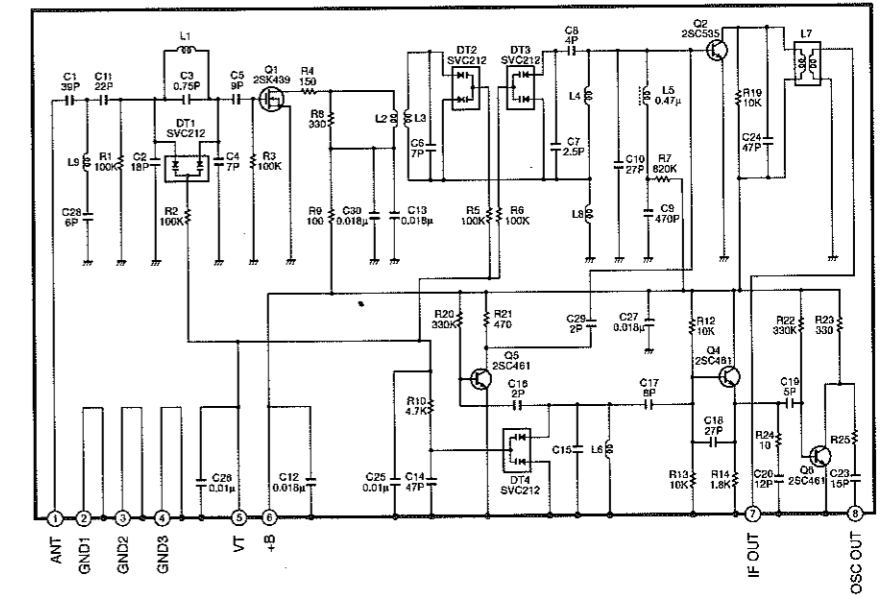 L1
C1
39P
C11
22P
C3
0.75P
C5
9P
Q1
2SK439
R4
150
DT1
SVC212
L9
R1
100K
C2
18P
C4
7P
R3
100K
C28
6P
R2
100K
R8
330
L2
L3
C6
7P
R9
100
C30
0.018μ
C13
0.018μ
DT2
SVC212
DT3
SVC212
C8
4P
R5
100K
R6
100K
C7
2.5P
L4
L8
C10
27P
L5
0.47μ
R7
820K
C9
470P
Q2
2SC535
R19
10K
C24
47P
L7
R20
330K
R21
470
C29
2P
C27
0.018μ
R12
10K
Q4
2SC461
R22
330K
R23
330
Q5
2SC461
C16
2P
C17
8P
C19
5P
R10
4.7K
DT4
SVC212
C15
L6
C18
27P
R24
10
R25
Q6
2SC461
C26
0.01μ
C12
0.018μ
C25
0.01μ
C14
47P
R13
10K
R14
1.8K
C20
12P
C23
15P
1
2
3
4
5
6
7
8
ANT
GND1
GND2
GND3
VT
+B
IF OUT
OSC OUT